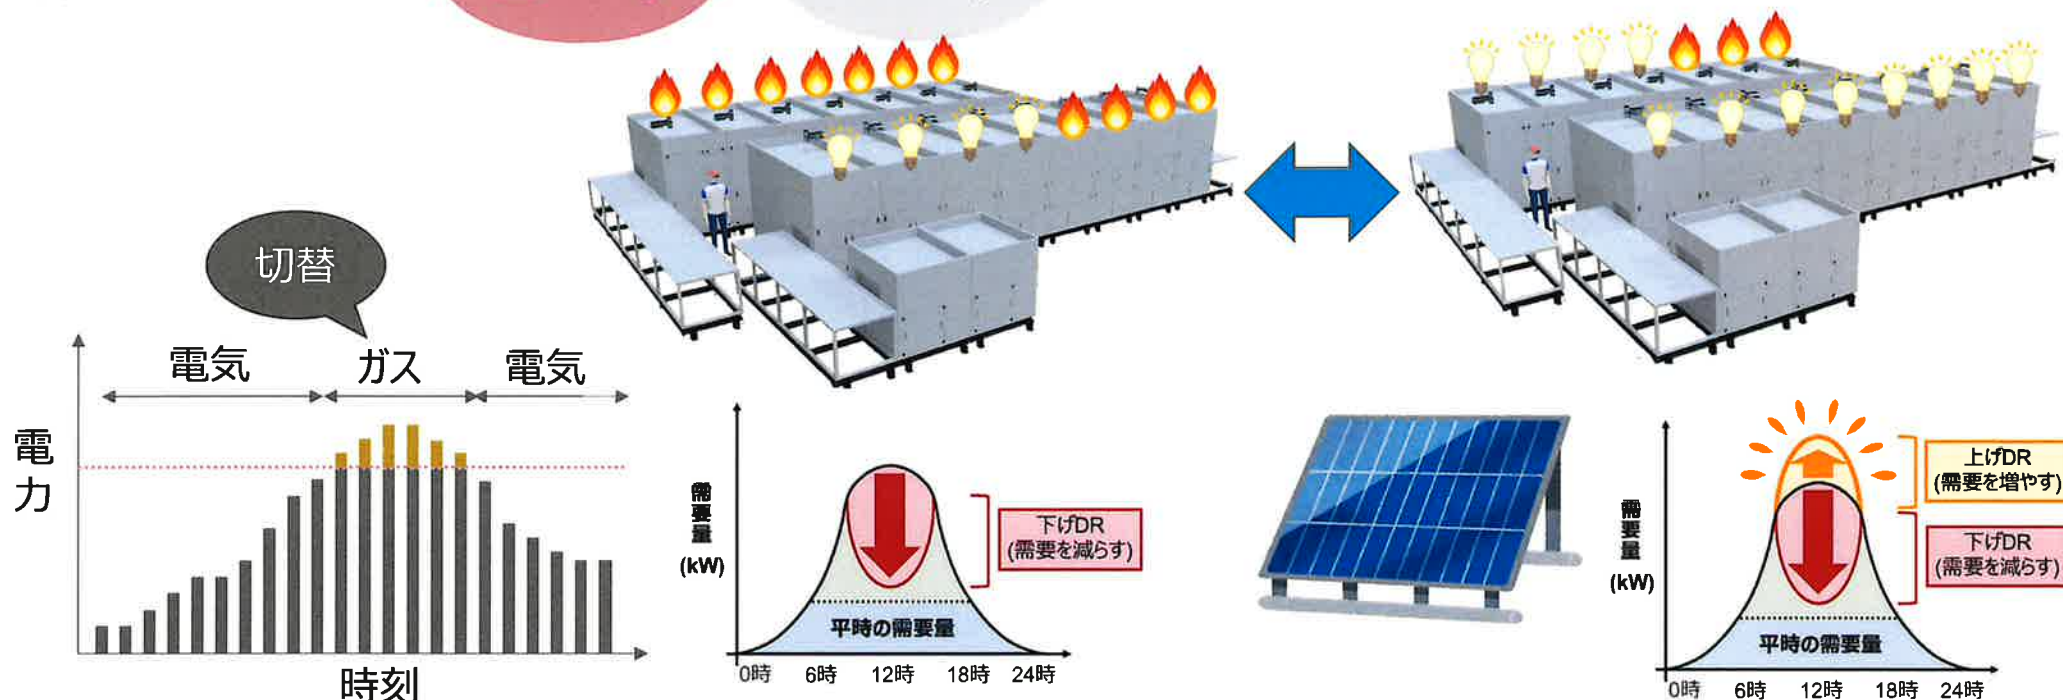 切替
電気
ガス
電気
電力
時刻
需要量
(kW)
下げDR
(需要を減らす)
平時の需要量
0時 6時 12時 18時 24時
需要量
(kW)
上げDR
(需要を増やす)
下げDR
(需要を減らす)
平時の需要量
0時 6時 12時 18時 24時